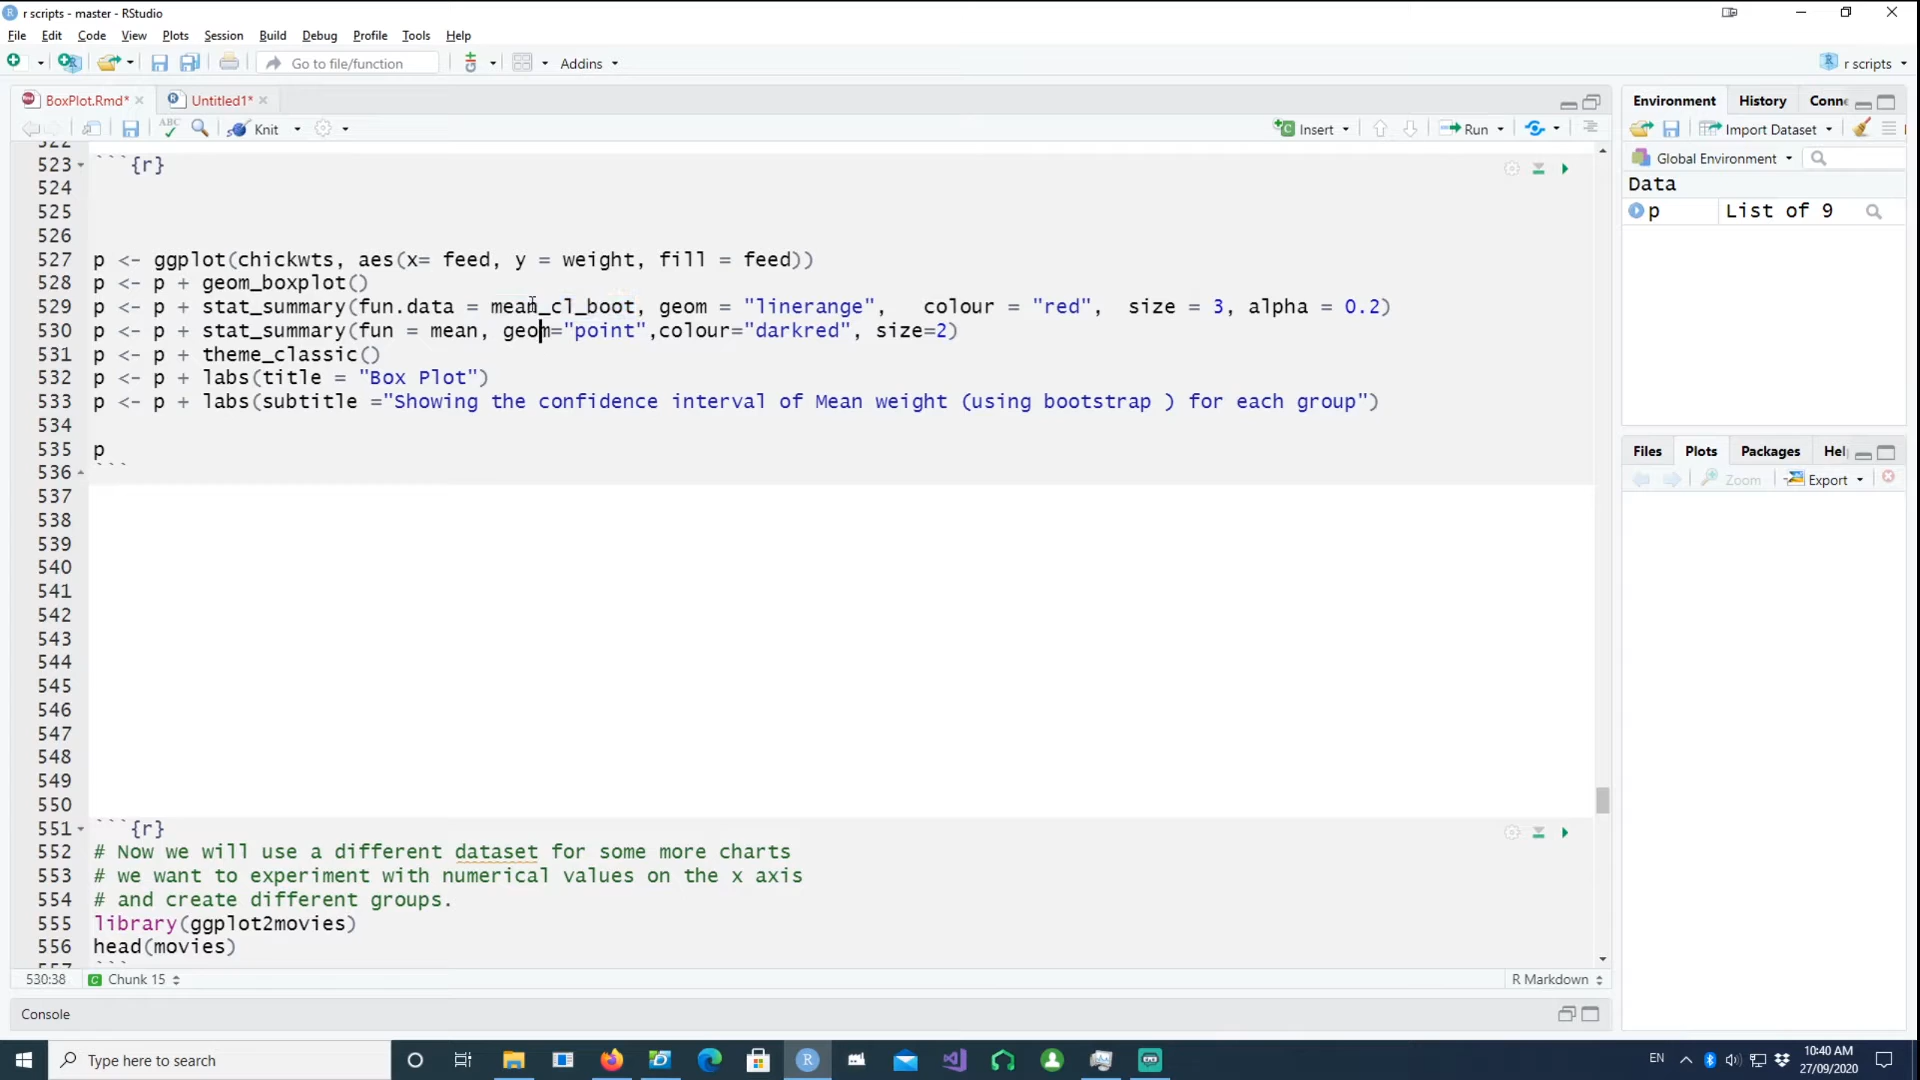 r scripts - master - RStudio
File Edit Code View Plots Session Build Debug Profile Tools Help
Go to file/function Addins r scripts
BoxPlot.Rmd* Untitled1*
ABC Knit Insert Run
523 ```{r}
524
525
526
527 p <- ggplot(chickwts, aes(x= feed, y = weight, fill = feed))
528 p <- p + geom_boxplot()
529 p <- p + stat_summary(fun.data = mean_cl_boot, geom = "linerange",   colour = "red",  size = 3, alpha = 0.2)
530 p <- p + stat_summary(fun = mean, geom="point",colour="darkred", size=2)
531 p <- p + theme_classic()
532 p <- p + labs(title = "Box Plot")
533 p <- p + labs(subtitle ="Showing the confidence interval of Mean weight (using bootstrap ) for each group")
534
535 p
536 ```
537
538
539
540
541
542
543
544
545
546
547
548
549
550
551 ```{r}
552 # Now we will use a different dataset for some more charts
553 # we want to experiment with numerical values on the x axis
554 # and create different groups.
555 library(ggplot2movies)
556 head(movies)
530:38 Chunk 15 R Markdown
Console
Environment History Conn
Import Dataset
Global Environment
Data
p List of 9
Files Plots Packages Hel
Zoom Export
Type here to search
EN 10:40 AM
27/09/2020